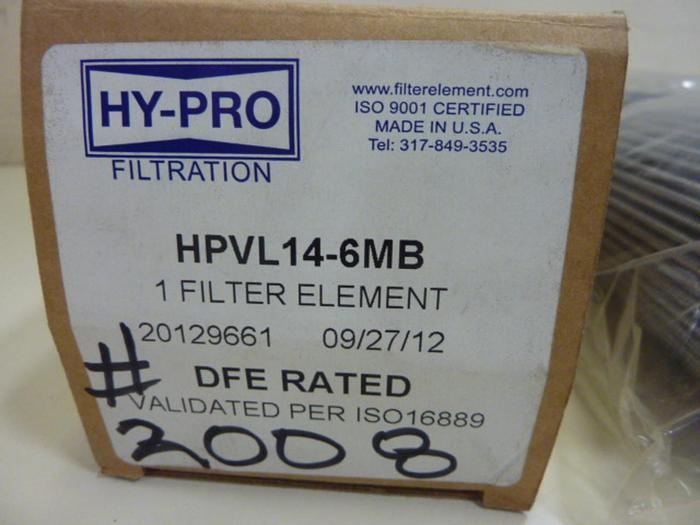 HY-PRO
FILTRATION
www.filterelement.com
ISO 9001 CERTIFIED
MADE IN U.S.A.
Tel: 317-849-3535
HPVL14-6MB
1 FILTER ELEMENT
20129661 09/27/12
DFE RATED
VALIDATED PER ISO16889
# 2008